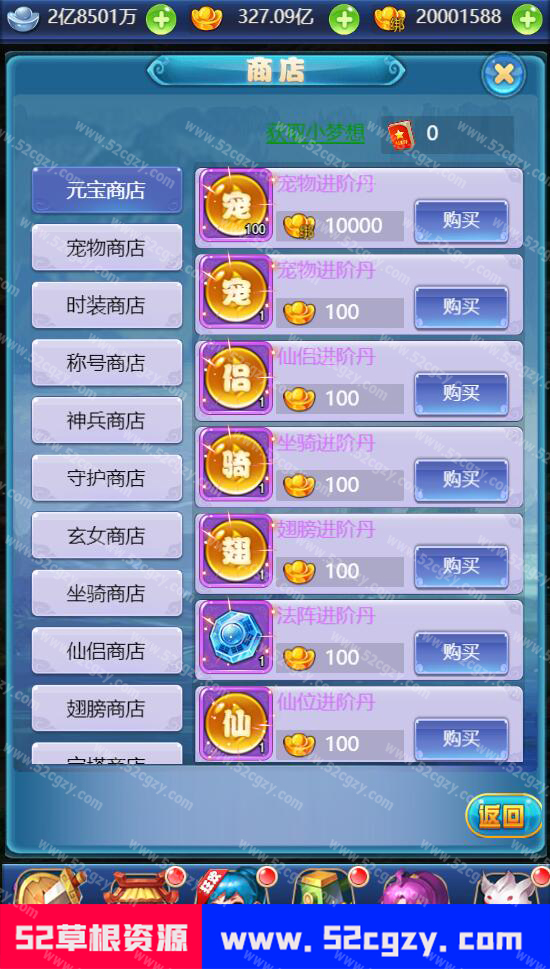 2亿8501万 327.09亿 绑 20001588
商店
获取小梦想 0
元宝商店
宠物商店
时装商店
称号商店
神兵商店
守护商店
玄女商店
坐骑商店
仙侣商店
翅膀商店
宠 100 宠物进阶丹
绑 10000 购买
宠 1 宠物进阶丹
100 购买
侣 1 仙侣进阶丹
100 购买
骑 1 坐骑进阶丹
100 购买
翅 1 翅膀进阶丹
100 购买
1 法阵进阶丹
100 购买
仙 1 仙位进阶丹
100 购买
返回
狂欢
52草根资源 www.52cgzy.com